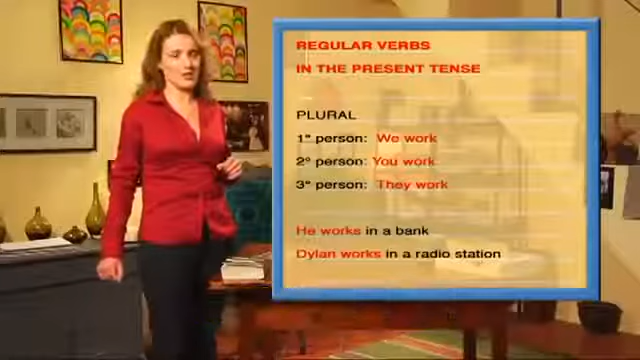 REGULAR VERBS
IN THE PRESENT TENSE
PLURAL
1ª person: We work
2ª person: You work
3ª person: They work
He works in a bank
Dylan works in a radio station